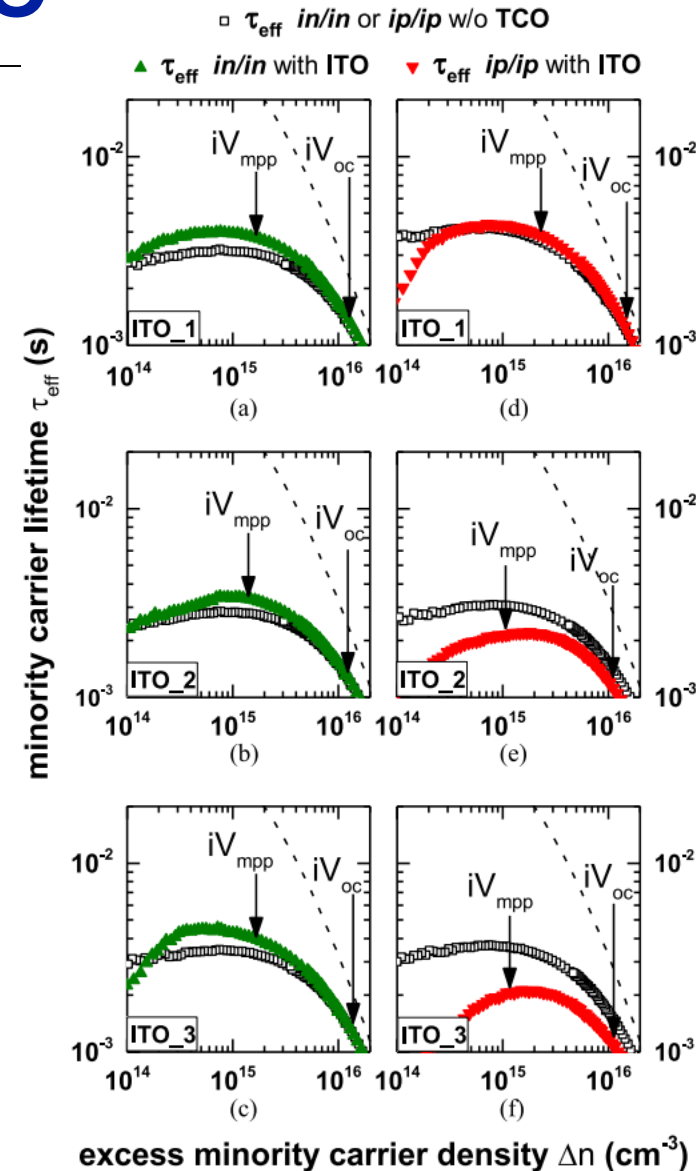 τeff in/in or ip/ip w/o TCO
τeff in/in with ITO τeff ip/ip with ITO
10-2 iVmpp iVoc iVmpp iVoc 10-2
10-3 ITO_1 ITO_1 10-3
1014 1015 1016 1014 1015 1016
(a) (d)
10-2 iVmpp iVoc iVmpp iVoc 10-2
10-3 ITO_2 ITO_2 10-3
1014 1015 1016 1014 1015 1016
(b) (e)
10-2 iVmpp iVoc iVmpp iVoc 10-2
10-3 ITO_3 ITO_3 10-3
1014 1015 1016 1014 1015 1016
(c) (f)
minority carrier lifetime τeff (s)
excess minority carrier density Δn (cm-3)